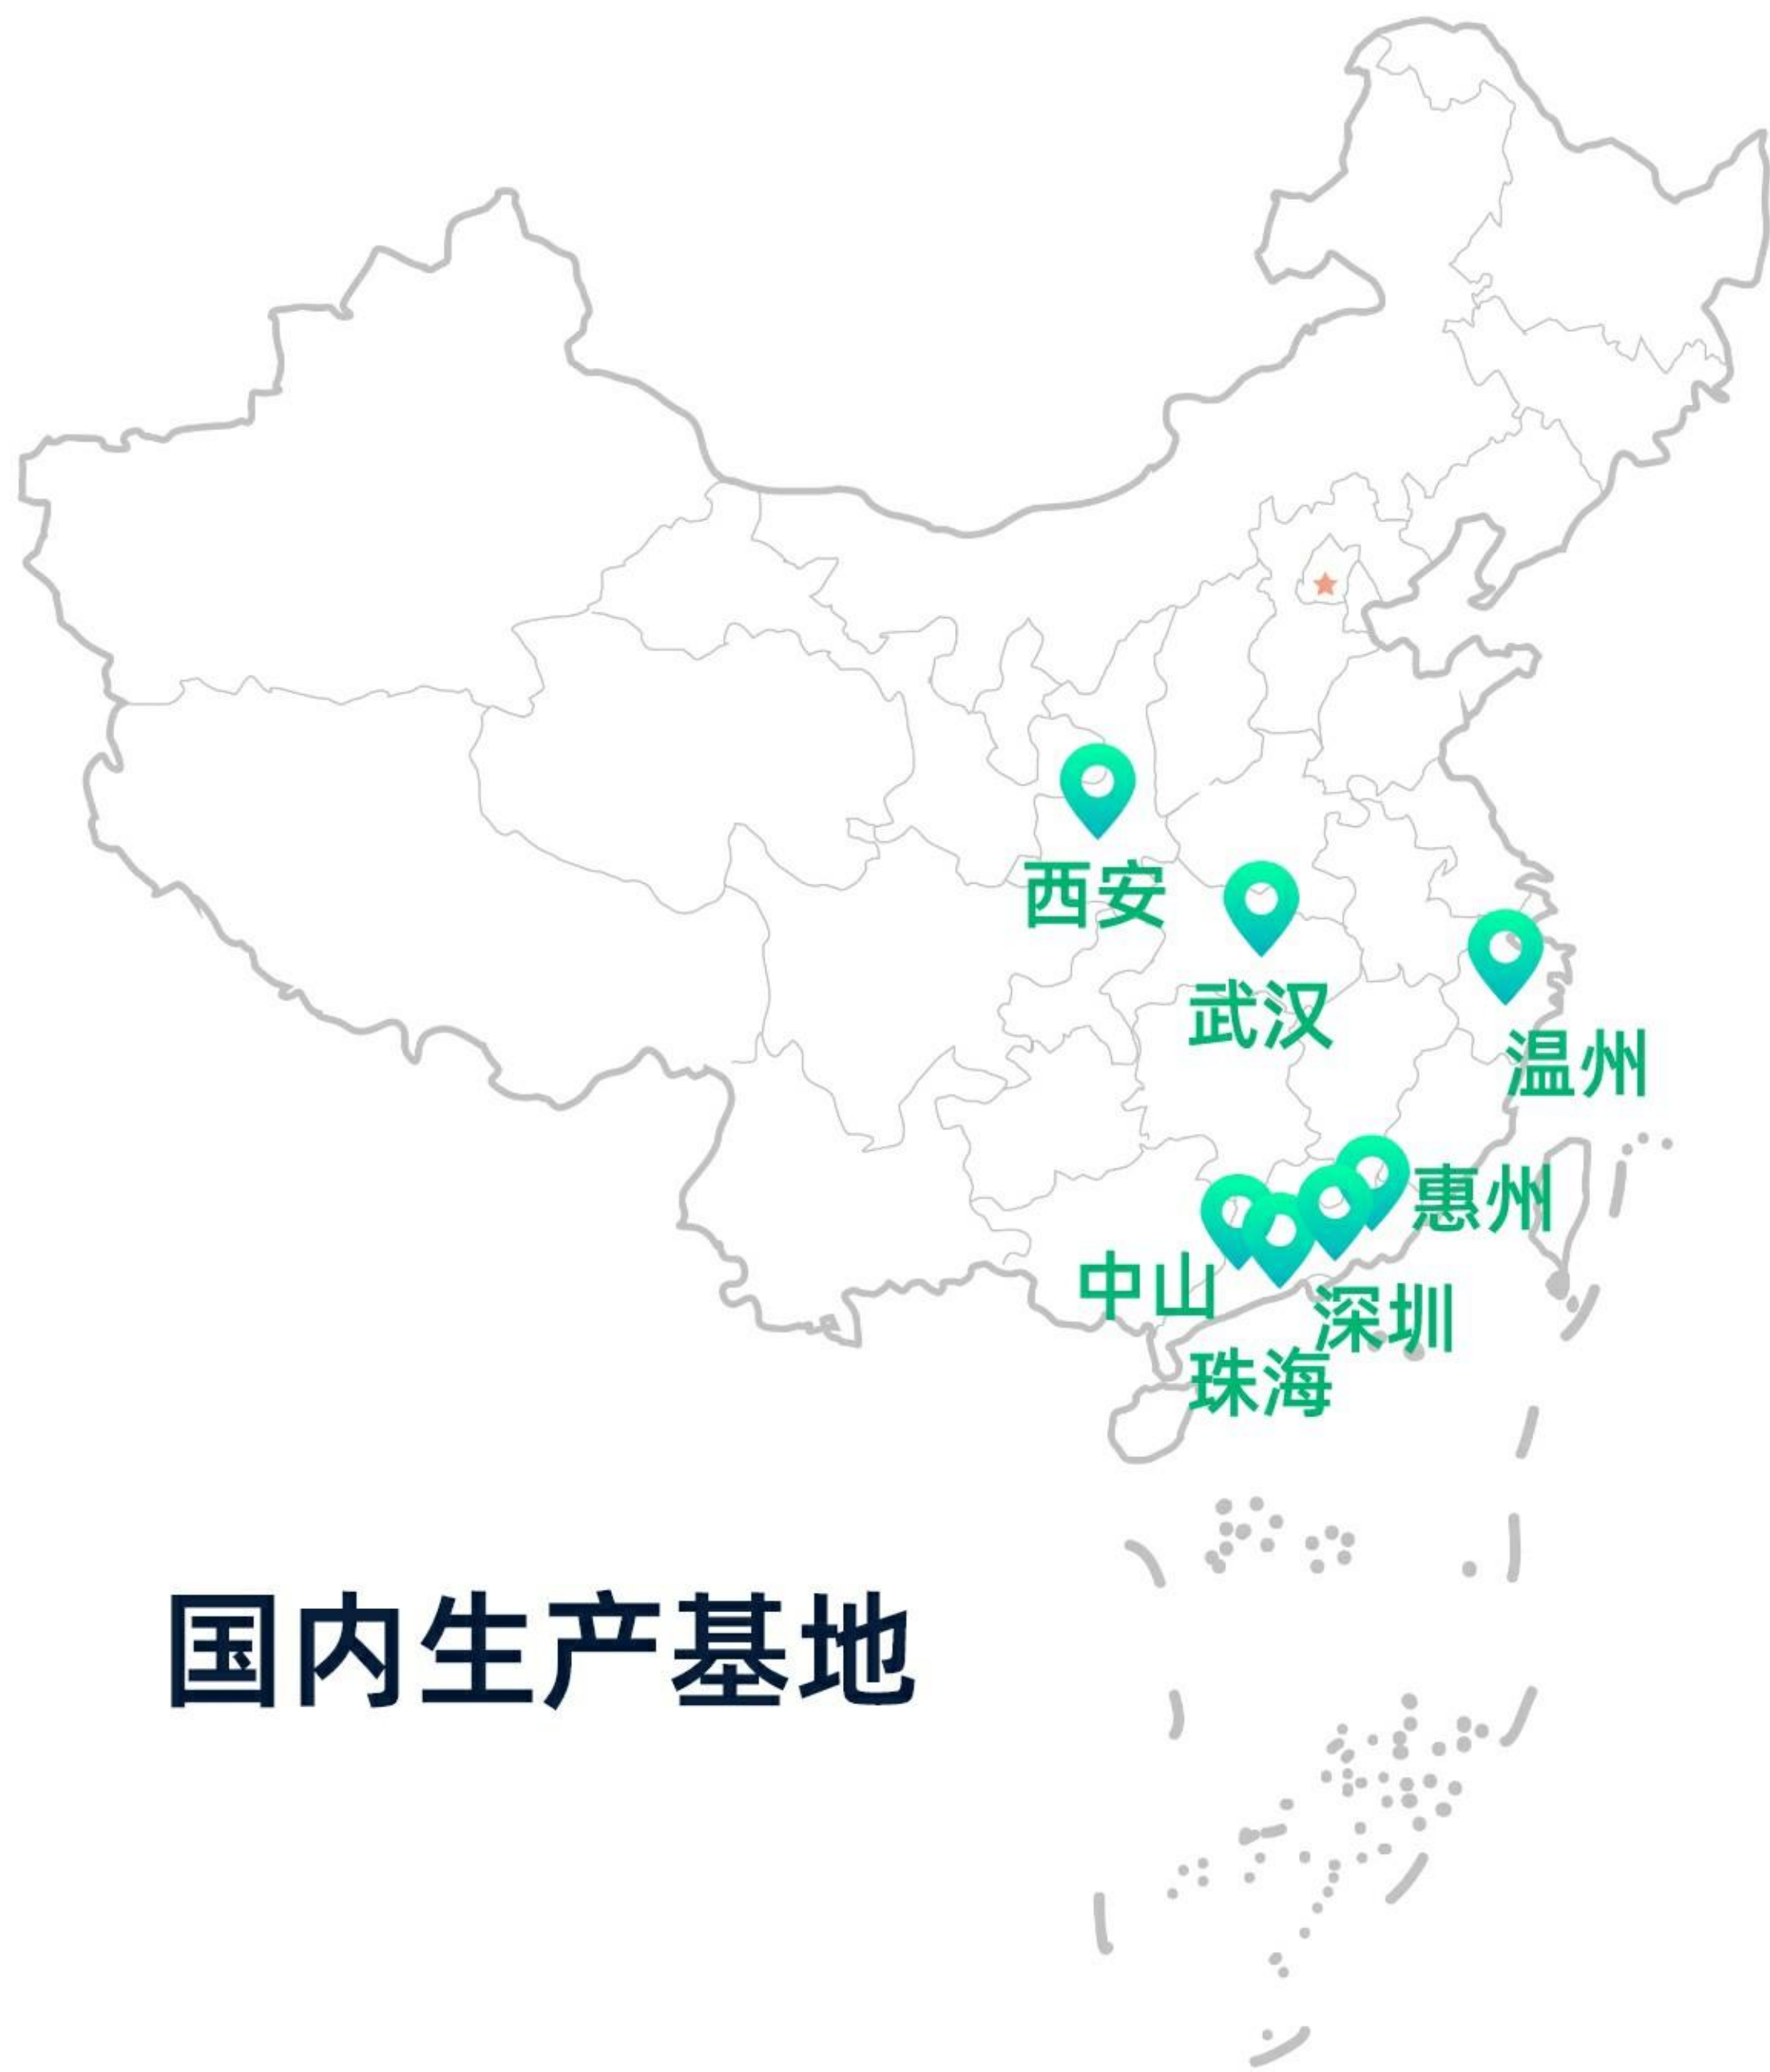 西安
武汉
温州
惠州
中山
深圳
珠海
国内生产基地